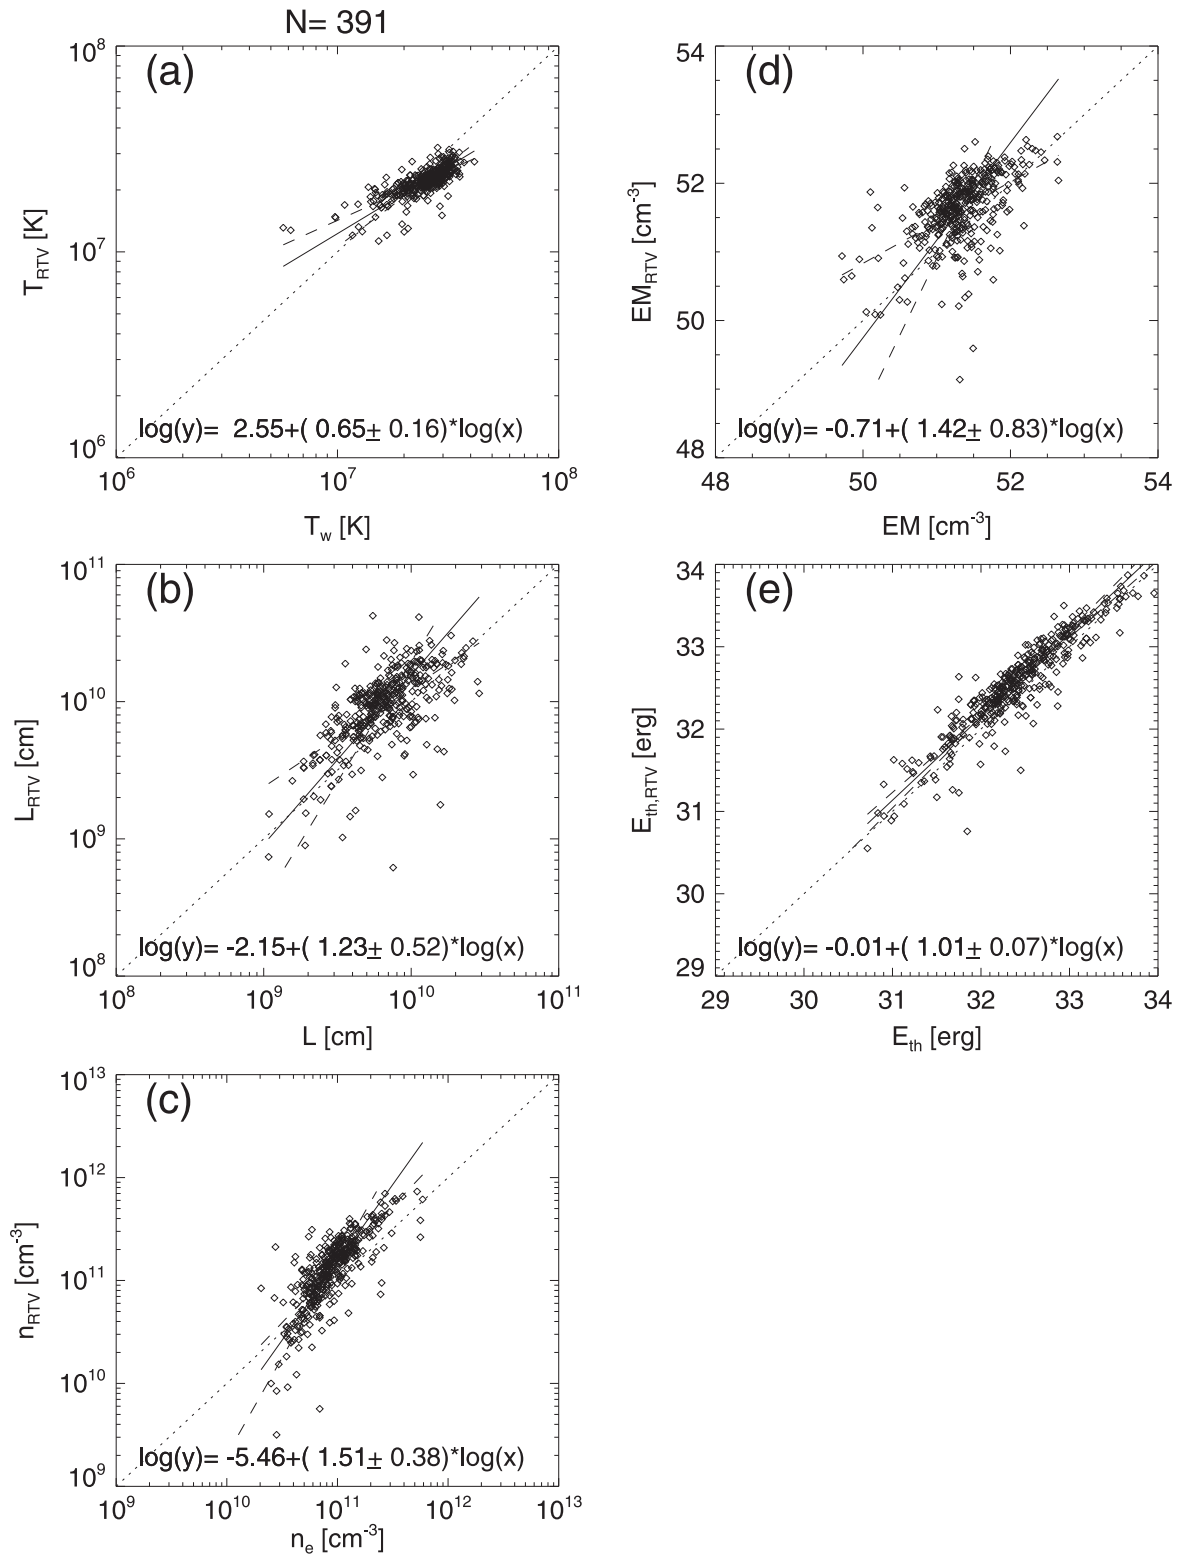 N= 391
(a)
10^8
10^7
10^6
T_RTV [K]
log(y)= 2.55+( 0.65± 0.16)*log(x)
10^6 10^7 10^8
T_w [K]
(d)
54
52
50
48
EM_RTV [cm^-3]
log(y)= -0.71+( 1.42± 0.83)*log(x)
48 50 52 54
EM [cm^-3]
(b)
10^11
10^10
10^9
10^8
L_RTV [cm]
log(y)= -2.15+( 1.23± 0.52)*log(x)
10^8 10^9 10^10 10^11
L [cm]
(e)
34
33
32
31
30
29
E_th,RTV [erg]
log(y)= -0.01+( 1.01± 0.07)*log(x)
29 30 31 32 33 34
E_th [erg]
(c)
10^13
10^12
10^11
10^10
10^9
n_RTV [cm^-3]
log(y)= -5.46+( 1.51± 0.38)*log(x)
10^9 10^10 10^11 10^12 10^13
n_e [cm^-3]